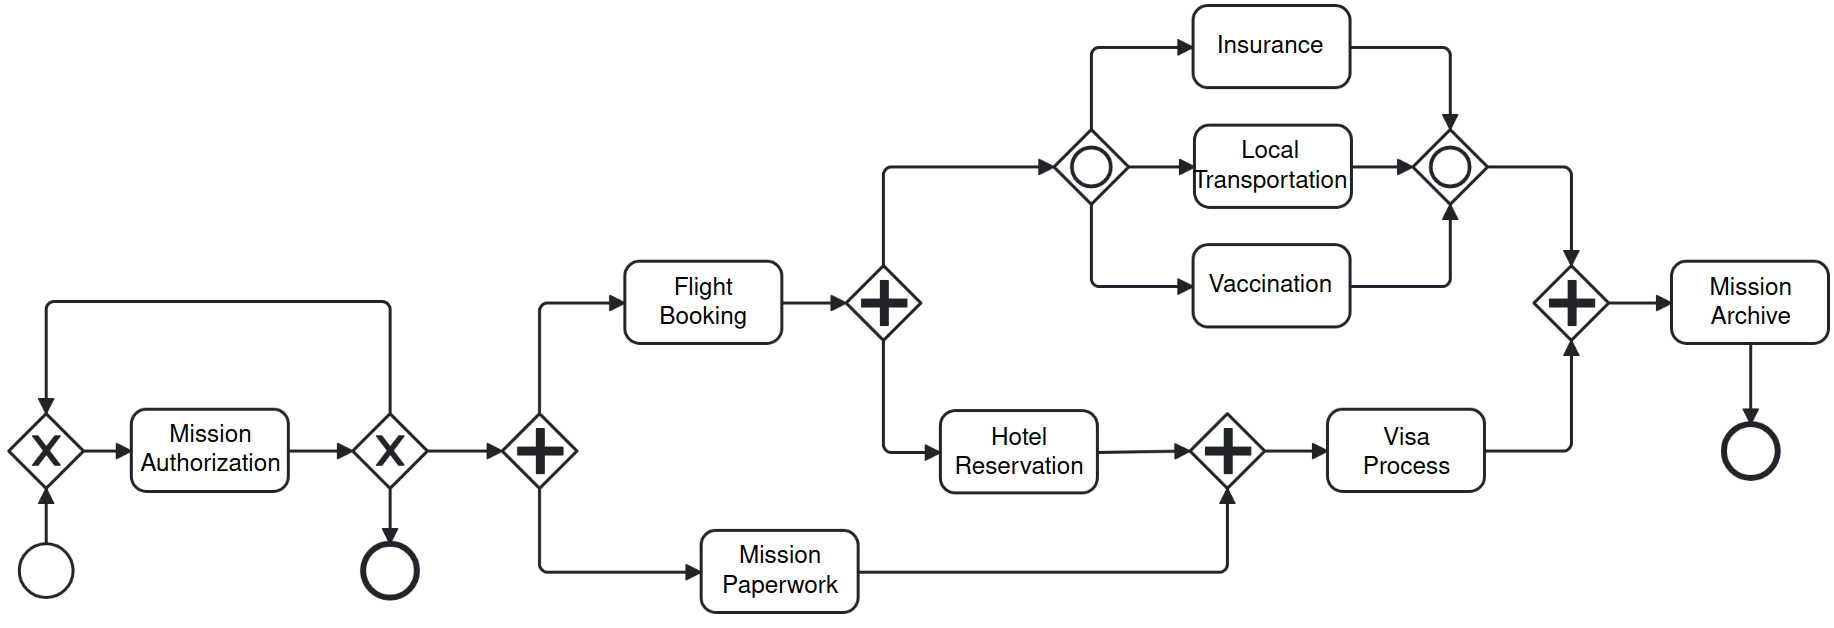 Insurance
Local
Transportation
Vaccination
Flight
Booking
Mission
Archive
Mission
Authorization
Hotel
Reservation
Visa
Process
Mission
Paperwork